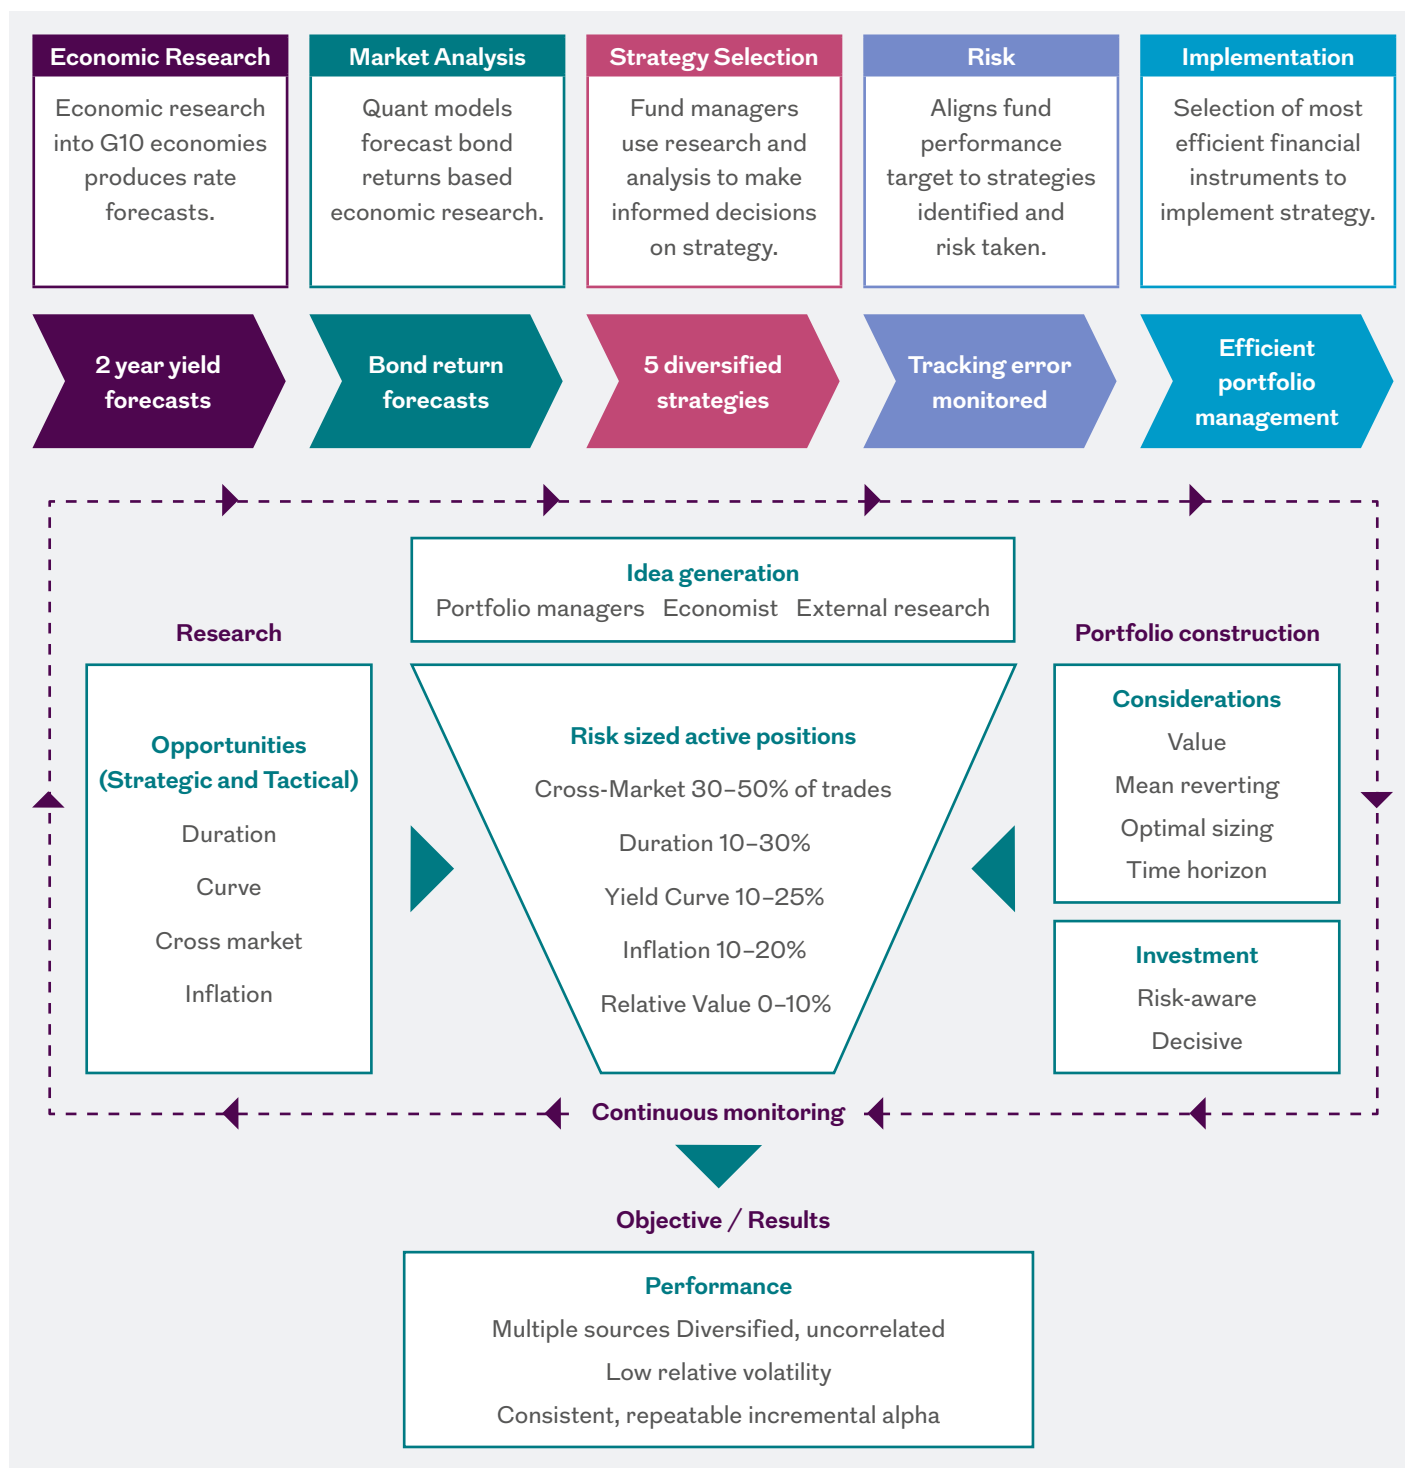 Economic Research
Economic research
into G10 economies
produces rate
forecasts.
Market Analysis
Quant models
forecast bond
returns based
economic research.
Strategy Selection
Fund managers
use research and
analysis to make
informed decisions
on strategy.
Risk
Aligns fund
performance
target to strategies
identified and
risk taken.
Implementation
Selection of most
efficient financial
instruments to
implement strategy.
2 year yield
forecasts
Bond return
forecasts
5 diversified
strategies
Tracking error
monitored
Efficient
portfolio
management
Idea generation
Portfolio managers Economist External research
Research
Opportunities
(Strategic and Tactical)
Duration
Curve
Cross market
Inflation
Risk sized active positions
Cross-Market 30–50% of trades
Duration 10–30%
Yield Curve 10–25%
Inflation 10–20%
Relative Value 0–10%
Portfolio construction
Considerations
Value
Mean reverting
Optimal sizing
Time horizon
Investment
Risk-aware
Decisive
Continuous monitoring
Objective / Results
Performance
Multiple sources Diversified, uncorrelated
Low relative volatility
Consistent, repeatable incremental alpha